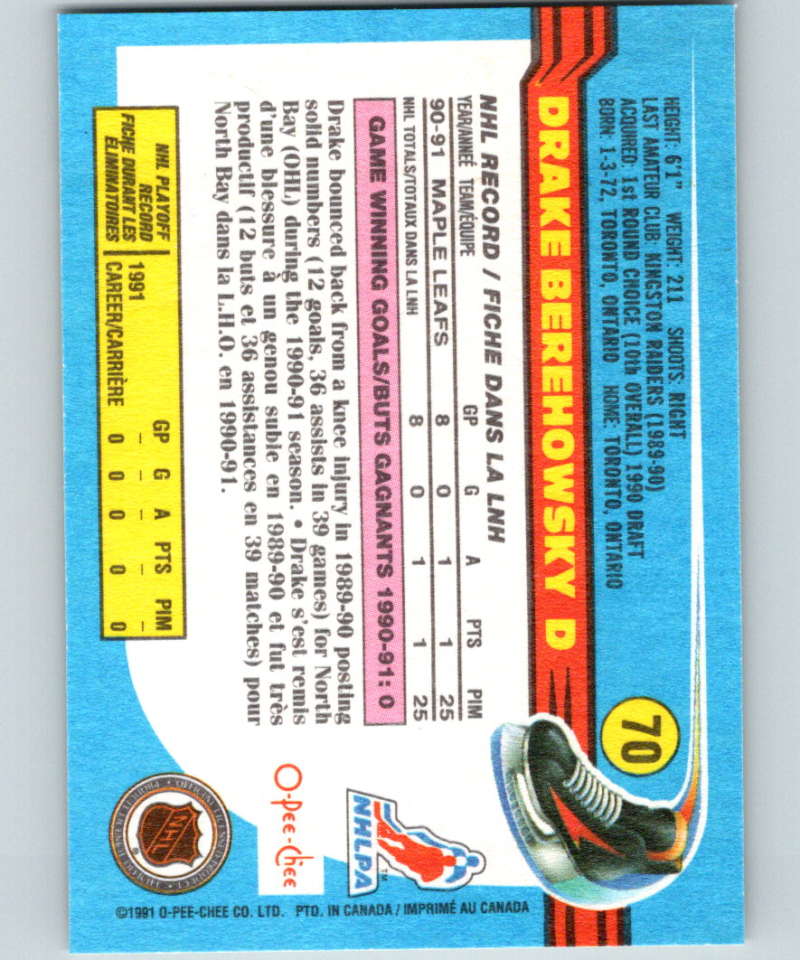 HEIGHT: 6'1" WEIGHT: 211 SHOOTS: RIGHT
LAST AMATEUR CLUB: KINGSTON RAIDERS (1989-90)
ACQUIRED: 1st ROUND CHOICE (10th OVERALL) 1990 DRAFT
BORN: 1-3-72, TORONTO, ONTARIO HOME: TORONTO, ONTARIO
70
DRAKE BEREHOWSKY D
NHL RECORD / FICHE DANS LA LNH
YEAR/ANNÉE TEAM/ÉQUIPE GP G A PTS PIM
90-91 MAPLE LEAFS 8 0 1 1 25
NHL TOTALS/TOTAUX DANS LA LNH 8 0 1 1 25
GAME WINNING GOALS/BUTS GAGNANTS 1990-91: 0
Drake bounced back from a knee injury in 1989-90 posting
solid numbers (12 goals, 36 assists in 39 games) for North
Bay (OHL) during the 1990-91 season. • Drake s'est remis
d'une blessure à un genou subie en 1989-90 et fut très
productif (12 buts et 36 assistances en 39 matches) pour
North Bay dans la L.H.O. en 1990-91.
NHL PLAYOFF RECORD
FICHE DURANT LES ÉLIMINATOIRES
GP G A PTS PIM
1991 – – – – –
CAREER/CARRIÈRE 0 0 0 0 0
NHLPA TM
O-Pee-Chee
NHL
®
©1991 O-PEE-CHEE CO. LTD. PTD. IN CANADA / IMPRIMÉ AU CANADA